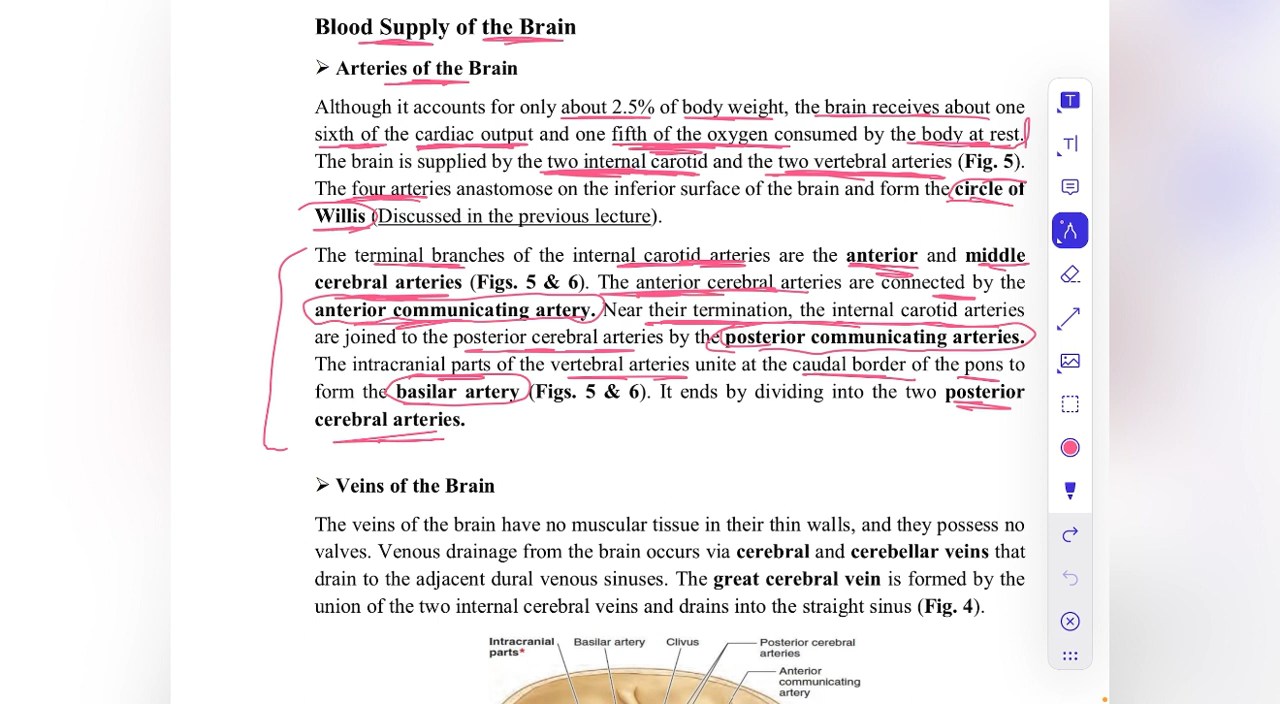 Blood Supply of the Brain
➢ Arteries of the Brain
Although it accounts for only about 2.5% of body weight, the brain receives about one
sixth of the cardiac output and one fifth of the oxygen consumed by the body at rest.
The brain is supplied by the two internal carotid and the two vertebral arteries (Fig. 5).
The four arteries anastomose on the inferior surface of the brain and form the circle of
Willis (Discussed in the previous lecture).
The terminal branches of the internal carotid arteries are the anterior and middle
cerebral arteries (Figs. 5 & 6). The anterior cerebral arteries are connected by the
anterior communicating artery. Near their termination, the internal carotid arteries
are joined to the posterior cerebral arteries by the posterior communicating arteries.
The intracranial parts of the vertebral arteries unite at the caudal border of the pons to
form the basilar artery (Figs. 5 & 6). It ends by dividing into the two posterior
cerebral arteries.
➢ Veins of the Brain
The veins of the brain have no muscular tissue in their thin walls, and they possess no
valves. Venous drainage from the brain occurs via cerebral and cerebellar veins that
drain to the adjacent dural venous sinuses. The great cerebral vein is formed by the
union of the two internal cerebral veins and drains into the straight sinus (Fig. 4).
Intracranial parts*
Basilar artery
Clivus
Posterior cerebral
arteries
Anterior
communicating
artery
T
T